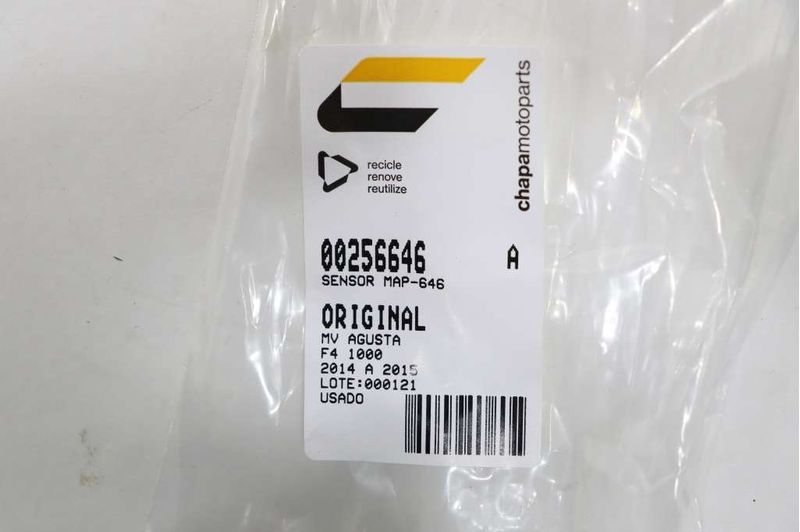 chapamotoparts
recicle
renove
reutilize
00256646 A
SENSOR MAP-646
ORIGINAL
MV AGUSTA
F4 1000
2014 A 2015
LOTE:000121
USADO